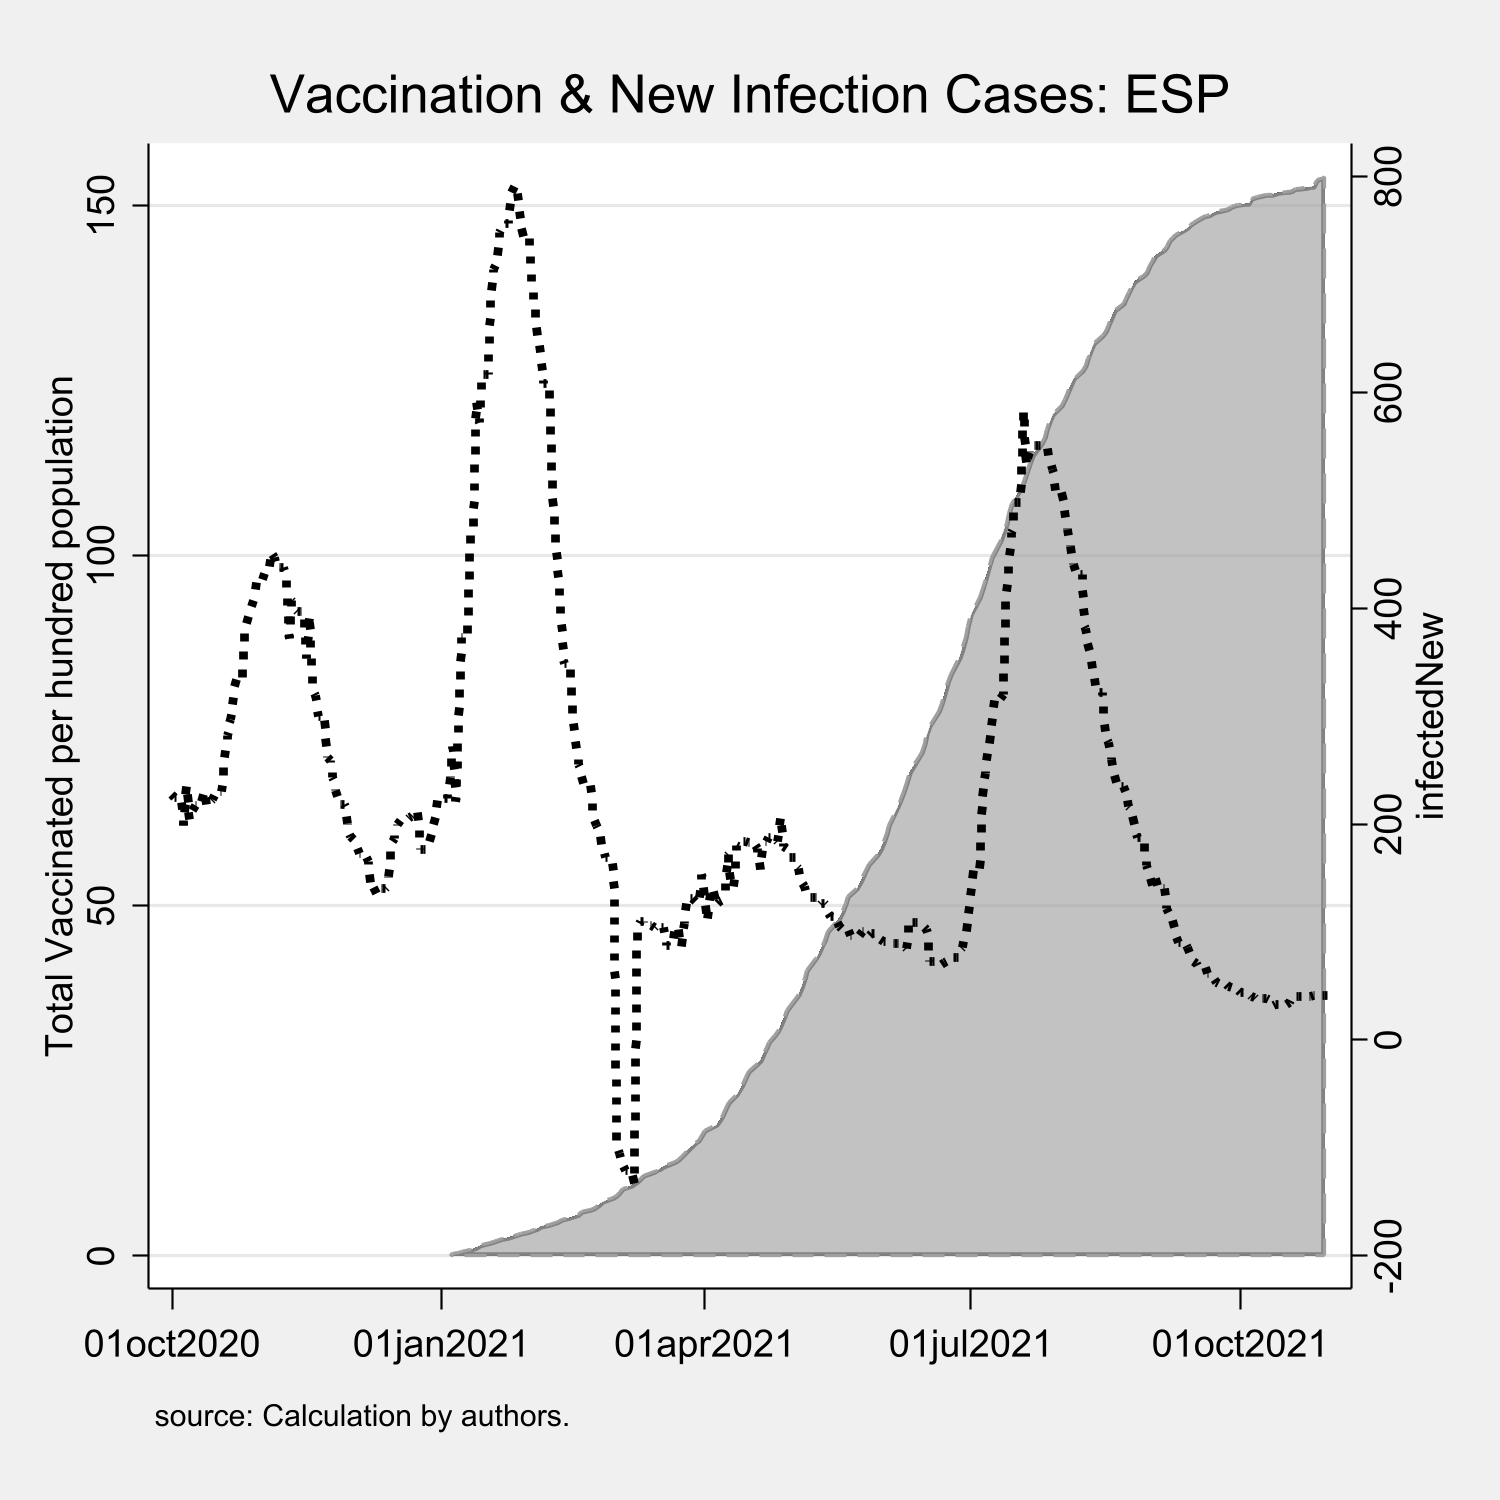 Vaccination & New Infection Cases: ESP
Total Vaccinated per hundred population
150
100
50
0
800
600
400
200
0
-200
infectedNew
01oct2020
01jan2021
01apr2021
01jul2021
01oct2021
source: Calculation by authors.